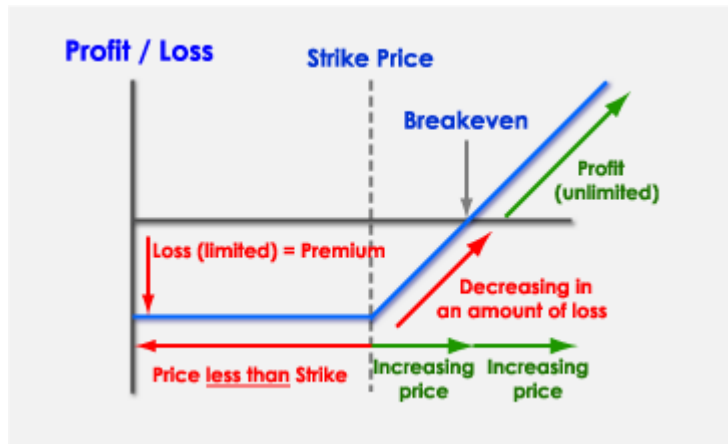 Profit / Loss
Strike Price
Breakeven
Profit
(unlimited)
Loss (limited) = Premium
Decreasing in
an amount of loss
Price less than Strike
Increasing
price
Increasing
price